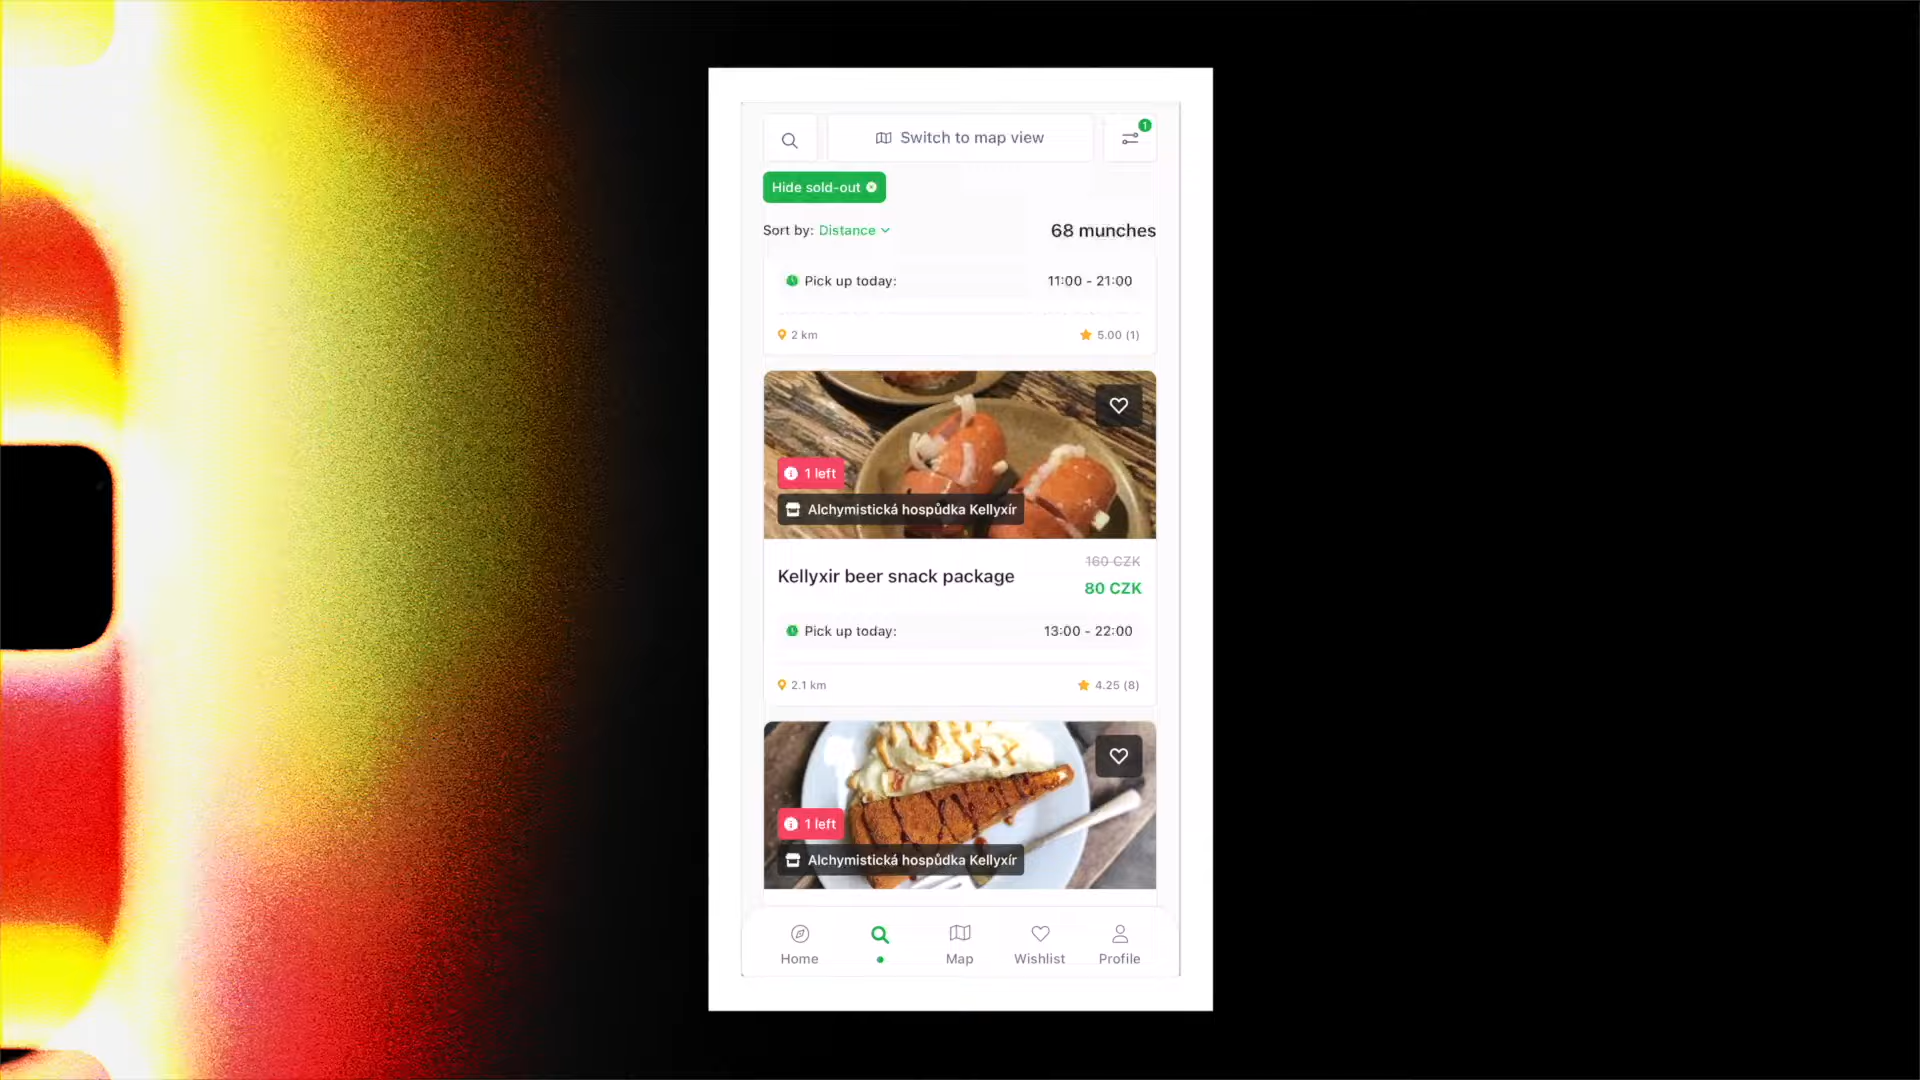 Switch to map view
1
Hide sold-out
Sort by: Distance
68 munches
Pick up today:
11:00 - 21:00
2 km
5.00 (1)
1 left
Alchymistická hospůdka Kellyxír
160 CZK
Kellyxir beer snack package
80 CZK
Pick up today:
13:00 - 22:00
2.1 km
4.25 (8)
1 left
Alchymistická hospůdka Kellyxír
Home
Map
Wishlist
Profile